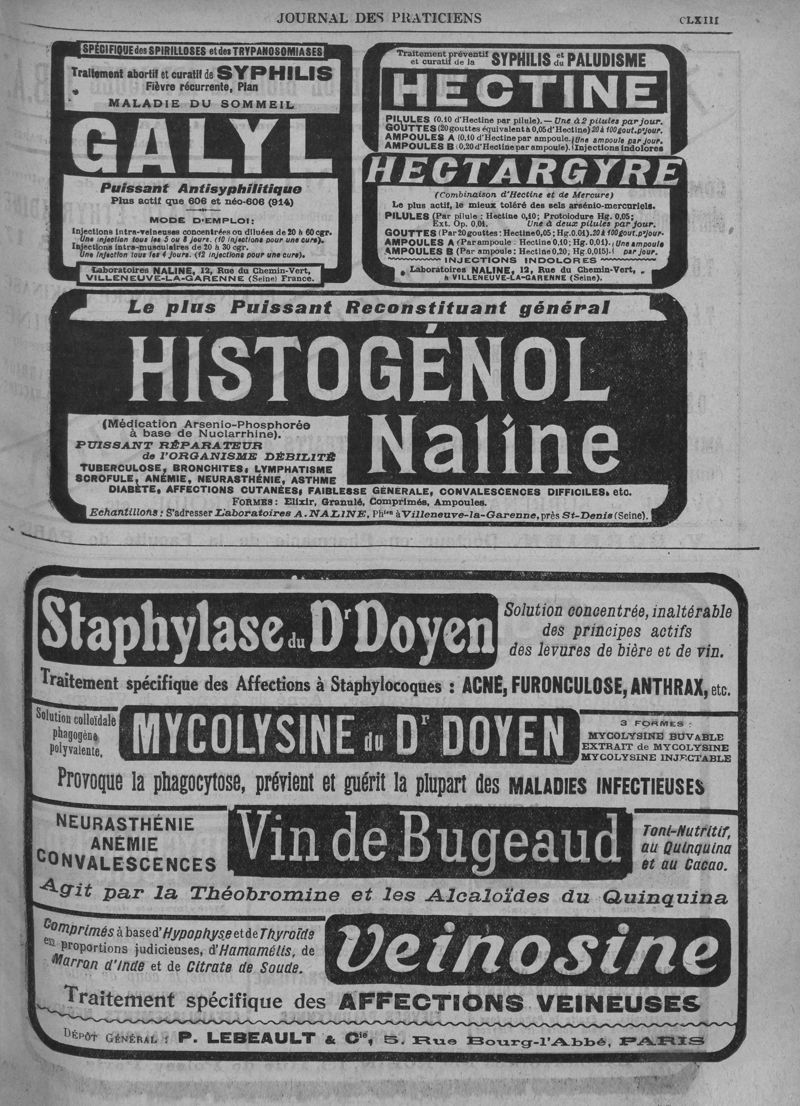 JOURNAL DES PRATICIENS
CLXIII
SPÉCIFIQUE des SPIRILLOSES et des TRYPANOSOMIASES
Traitement abortif et curatif de SYPHILIS
Fièvre récurrente, Pian
MALADIE DU SOMMEIL
GALYL
Puissant Antisyphilitique
Plus actif que 606 et néo-606 (914)
MODE D'EMPLOI:
Injections intra-veineuses concentrées ou diluées de 20 à 60 cgr.
Une injection tous les 5 ou 8 jours. (10 injections pour une cure).
Injections intra-musculaires de 20 à 30 cgr.
Une injection tous les 4 jours. (12 injections pour une cure).
Laboratoires NALINE, 12, Rue du Chemin-Vert,
VILLENEUVE-LA-GARENNE (Seine) France.
Traitement préventif et curatif de la SYPHILIS et du PALUDISME
HECTINE
PILULES (0.10 d'Hectine par pilule). — Une à 2 pilules par jour.
GOUTTES (20 gouttes équivalent à 0,05 d'Hectine) 20 à 100 gout. p. jour.
AMPOULES A (0,10 d'Hectine par ampoule.) Une ampoule par jour.
AMPOULES B (0,20 d'Hectine par ampoule). Injections indolores
HECTARGYRE
(Combinaison d'Hectine et de Mercure)
Le plus actif, le mieux toléré des sels arsénio-mercuriels.
PILULES (Par pilule : Hectine 0,10; Protoiodure Hg. 0,05;
Ext. Op. 0,01. Une à deux pilules par jour.
GOUTTES (Par 20 gouttes : Hectine 0,05; Hg. 0,01). 20 à 100 gout. p. jour.
AMPOULES A (Par ampoule : Hectine 0,10; Hg. 0,01). Une ampoule
AMPOULES B (Par ampoule: Hectine 0,20; Hg. 0,015). par jour.
INJECTIONS INDOLORES
Laboratoires NALINE, 12, Rue du Chemin-Vert,
à VILLENEUVE-LA-GARENNE (Seine).
Le plus Puissant Reconstituant général
HISTOGÉNOL
Naline
(Médication Arsenio-Phosphorée
à base de Nuclarrhine).
PUISSANT RÉPARATEUR
de l'ORGANISME DÉBILITÉ
TUBERCULOSE, BRONCHITES, LYMPHATISME
SCROFULE, ANÉMIE, NEURASTHÉNIE, ASTHME
DIABÈTE, AFFECTIONS CUTANÉES, FAIBLESSE GÉNÉRALE, CONVALESCENCES DIFFICILES, etc.
FORMES : Elixir, Granulé, Comprimés, Ampoules.
Echantillons : S'adresser Laboratoires A. NALINE, Phien à Villeneuve-la-Garenne, près St-Denis (Seine).
Staphylase du Dr Doyen
Solution concentrée, inaltérable
des principes actifs
des levures de bière et de vin.
Traitement spécifique des Affections à Staphylocoques : ACNÉ, FURONCULOSE, ANTHRAX, etc.
Solution colloïdale
phagogène
polyvalente.
MYCOLYSINE du Dr DOYEN
3 FORMES :
MYCOLYSINE BUVABLE
EXTRAIT de MYCOLYSINE
MYCOLYSINE INJECTABLE
Provoque la phagocytose, prévient et guérit la plupart des MALADIES INFECTIEUSES
NEURASTHÉNIE
ANÉMIE
CONVALESCENCES
Vin de Bugeaud
Toni-Nutritif,
au Quinquina
et au Cacao.
Agit par la Théobromine et les Alcaloïdes du Quinquina
Comprimés à base d'Hypophyse et de Thyroïde
en proportions judicieuses, d'Hamamélis, de
Marron d'Inde et de Citrate de Soude.
Veinosine
Traitement spécifique des AFFECTIONS VEINEUSES
DÉPÔT GÉNÉRAL : P. LEBEAULT & Cie, 5, Rue Bourg-l'Abbé, PARIS